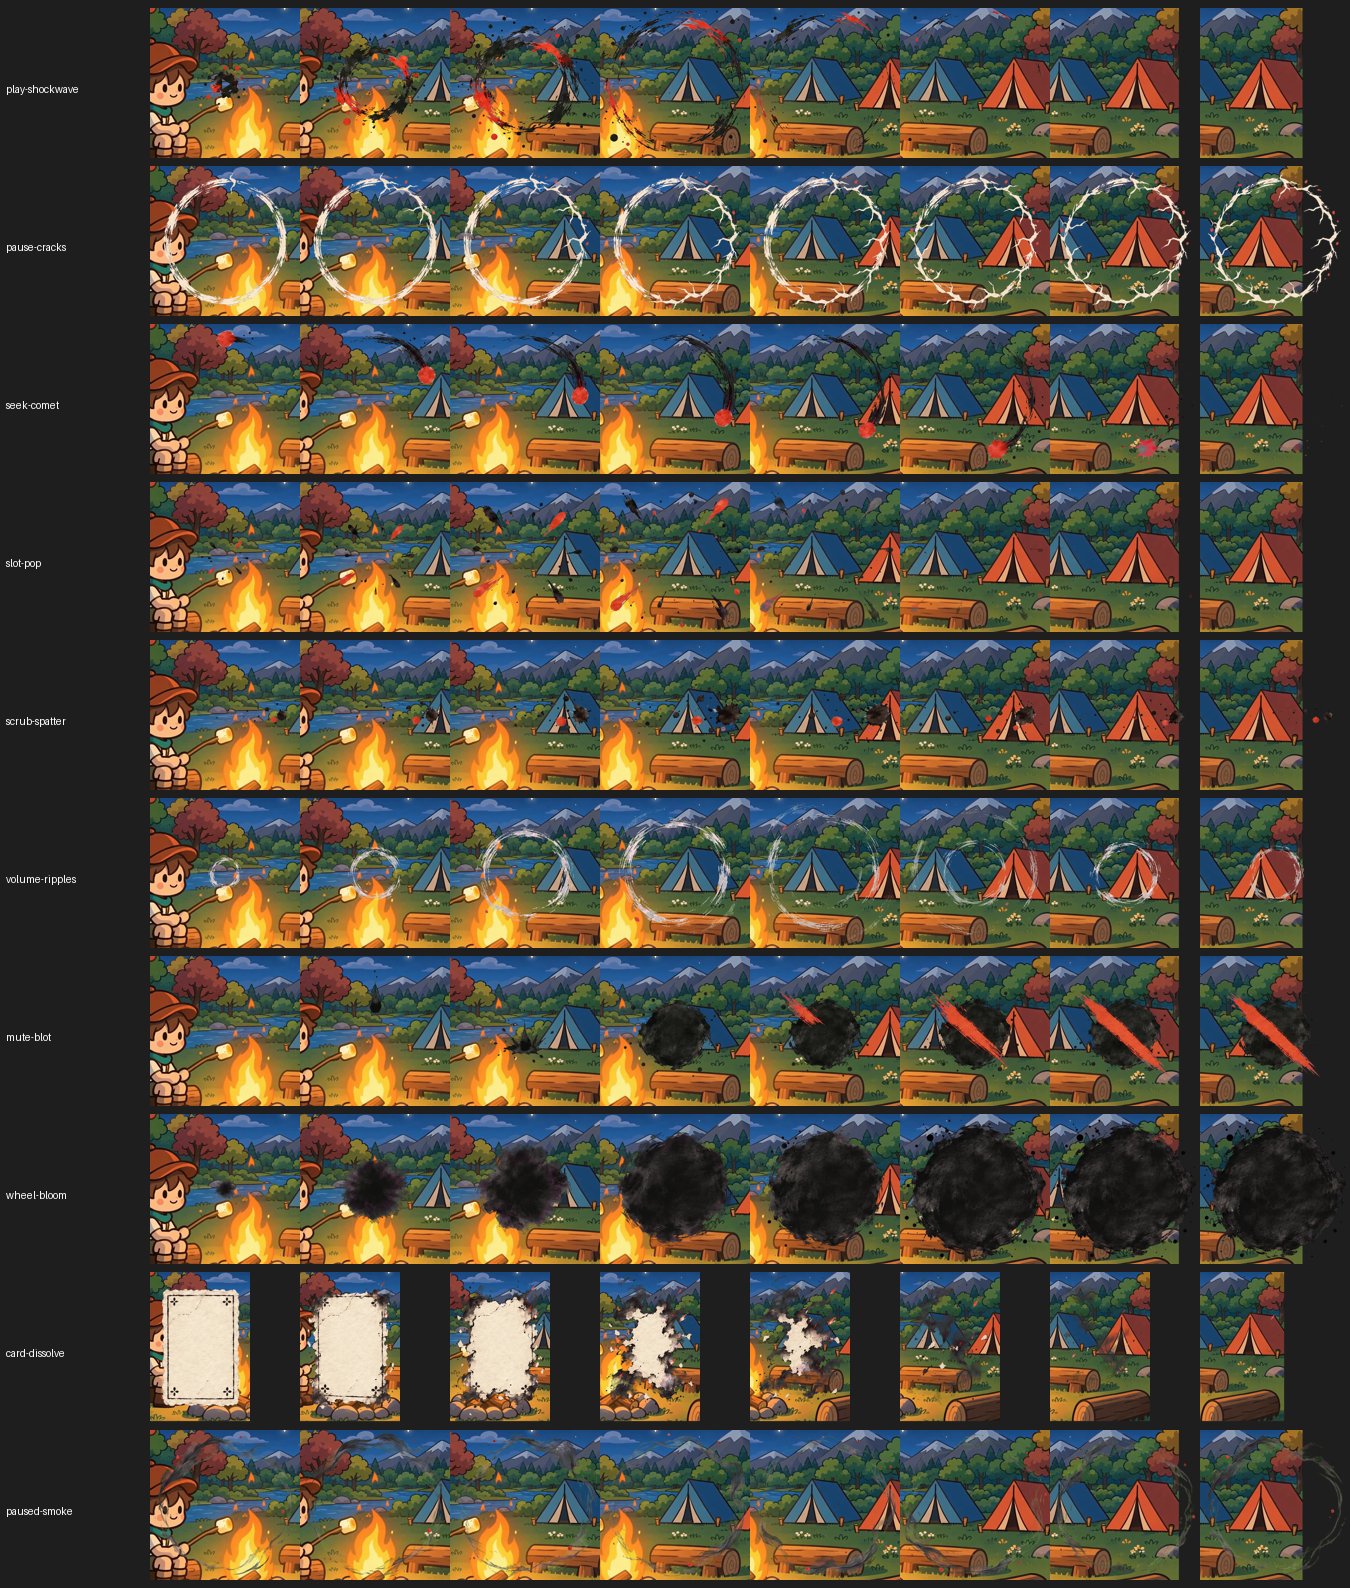 play-shockwave
pause-cracks
seek-comet
slot-pop
scrub-spatter
volume-ripples
mute-blot
wheel-bloom
card-dissolve
paused-smoke